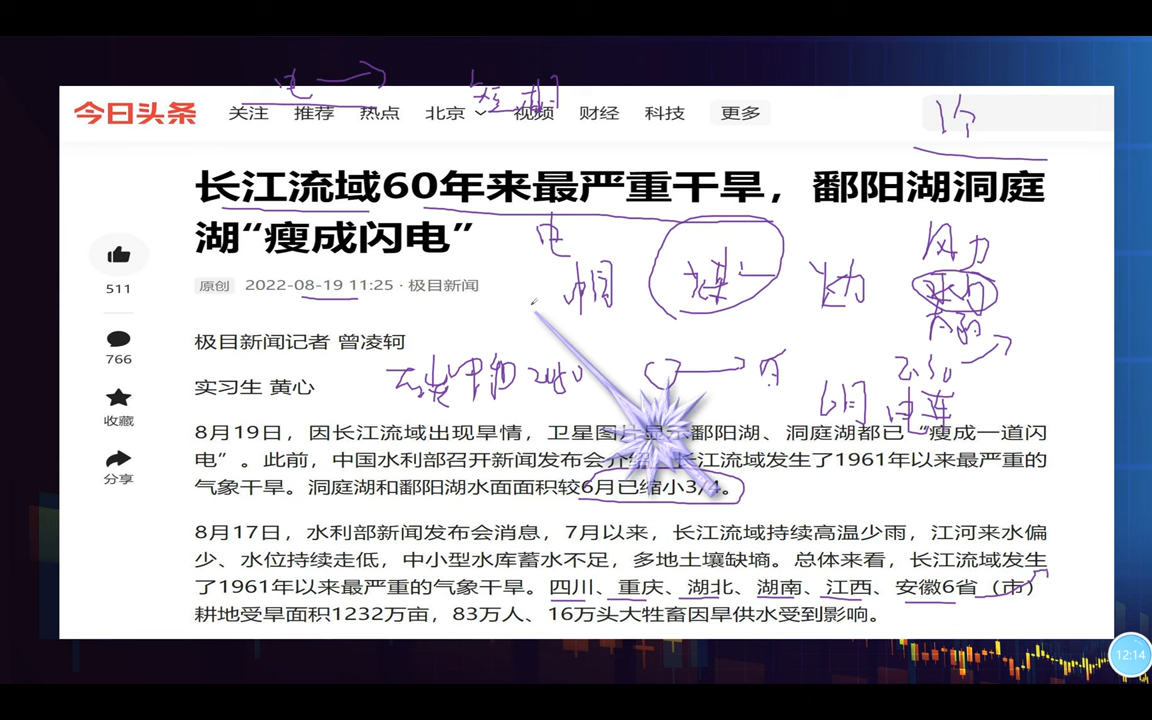 电 短期
今日头条 关注 推荐 热点 北京 视频 财经 科技 更多
长江流域60年来最严重干旱，鄱阳湖洞庭
湖“瘦成闪电”
511
原创 2022-08-19 11:25 · 极目新闻
电
中国 煤 火力
风力
水力
766
极目新闻记者 曾凌轲
2060
2030
6月
收藏
实习生 黄心
分享
8月19日，因长江流域出现旱情，卫星图片显示鄱阳湖、洞庭湖都已“瘦成一道闪
电”。此前，中国水利部召开新闻发布会介绍，长江流域发生了1961年以来最严重的
气象干旱。洞庭湖和鄱阳湖水面面积较6月已缩小3/4。
8月17日，水利部新闻发布会消息，7月以来，长江流域持续高温少雨，江河来水偏
少、水位持续走低，中小型水库蓄水不足，多地土壤缺墒。总体来看，长江流域发生
了1961年以来最严重的气象干旱。四川、重庆、湖北、湖南、江西、安徽6省（市）
耕地受旱面积1232万亩，83万人、16万头大牲畜因旱供水受到影响。
12:14